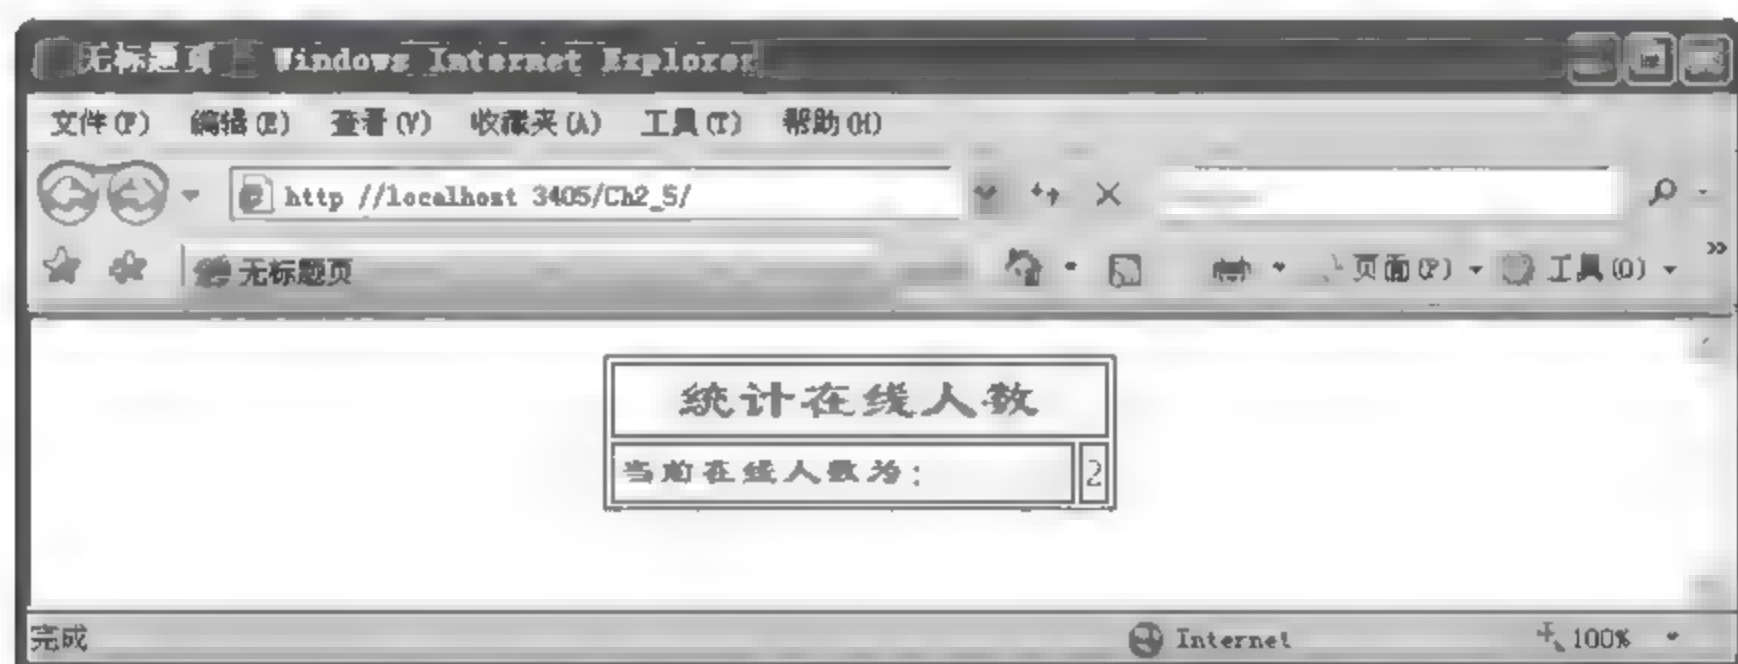 无标题页 Windows Internet Explorer
文件(F) 编辑(E) 查看(V) 收藏夹(A) 工具(T) 帮助(H)
http //localhost 3405/Ch2_5/
无标题页 页面(P) 工具(O) »
統计在线人数
当前在线人数为: 2
完成 Internet 100%